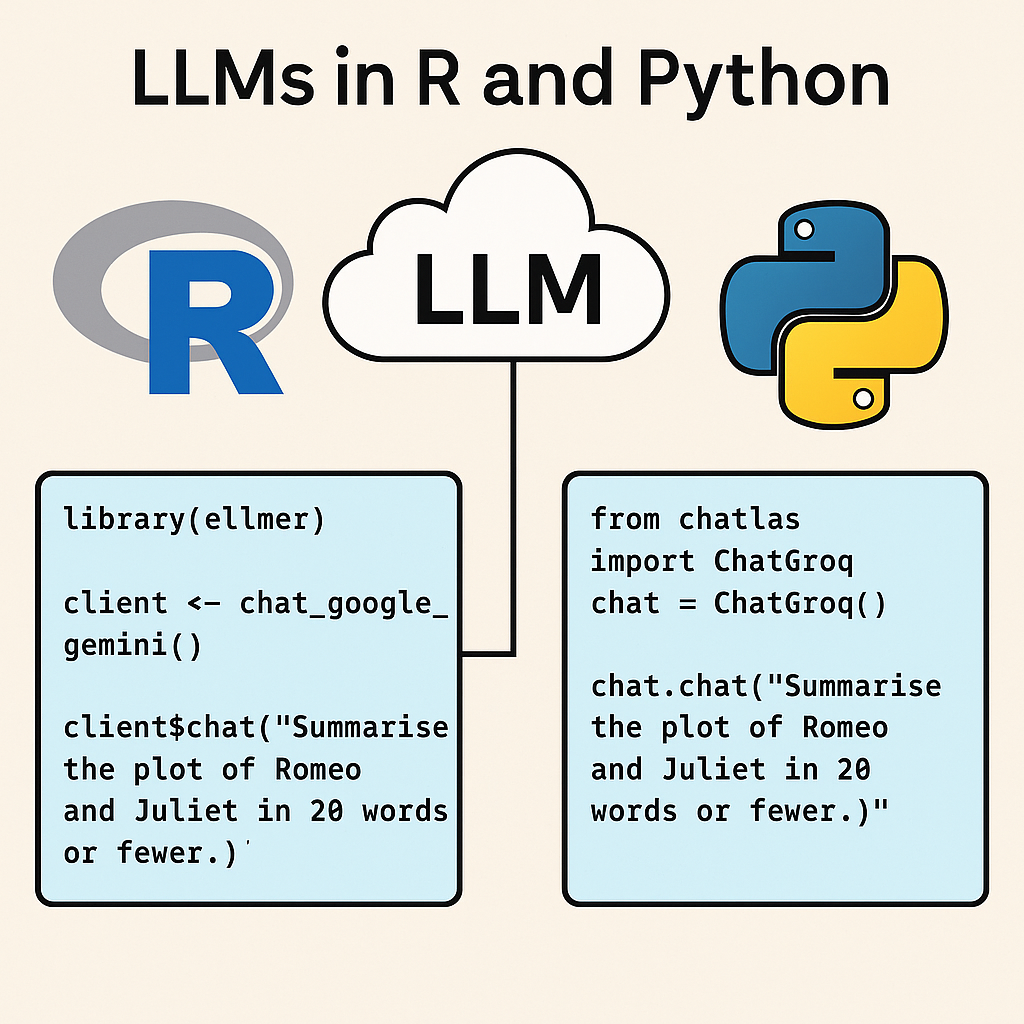 LLMs in R and Python
R
LLM
library(ellmer)
client <- chat_google_
gemini()
client$chat("Summarise
the plot of Romeo
and Juliet in 20 words
or fewer.)'
from chatlas
import ChatGroq
chat = ChatGroq()
chat.chat("Summarise
the plot of Romeo
and Juliet in 20
words or fewer.)"